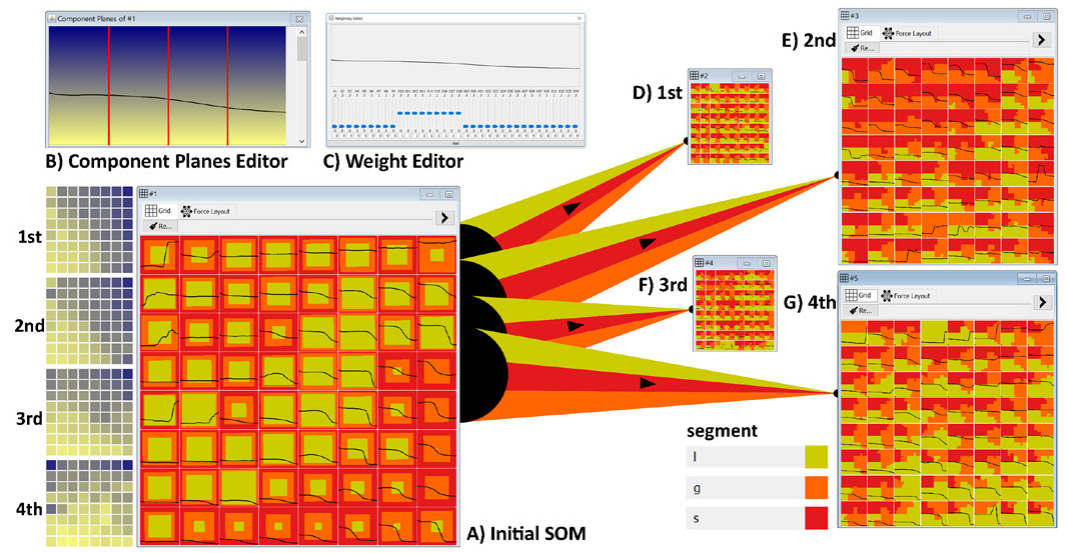 Component Planes of #1
B) Component Planes Editor
Weighting Editor
C) Weight Editor
D) 1st
#2
E) 2nd
#3
Grid
Force Layout
Re...
1st
2nd
3rd
4th
#1
Grid
Force Layout
Re...
A) Initial SOM
F) 3rd
#4
G) 4th
#5
Grid
Force Layout
Re...
segment
l
g
s